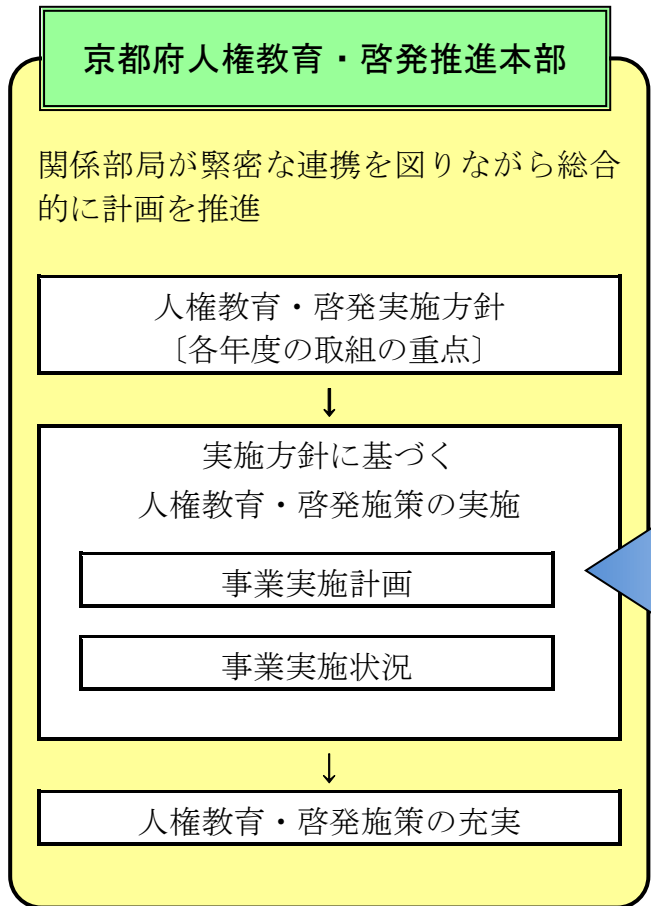 京都府人権教育・啓発推進本部
関係部局が緊密な連携を図りながら総合
的に計画を推進
人権教育・啓発実施方針
〔各年度の取組の重点〕
↓
実施方針に基づく
人権教育・啓発施策の実施
事業実施計画
事業実施状況
↓
人権教育・啓発施策の充実